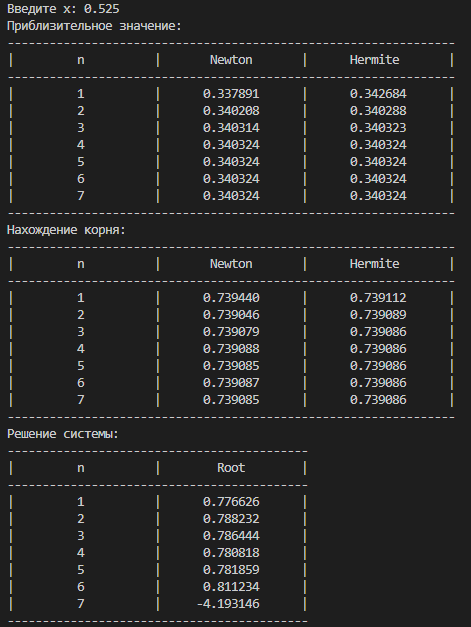 Введите x: 0.525
Приблизительное значение:
----------------------------------------------------------------
| n | Newton | Hermite |
----------------------------------------------------------------
| 1 | 0.337891 | 0.342684 |
| 2 | 0.340208 | 0.340288 |
| 3 | 0.340314 | 0.340323 |
| 4 | 0.340324 | 0.340324 |
| 5 | 0.340324 | 0.340324 |
| 6 | 0.340324 | 0.340324 |
| 7 | 0.340324 | 0.340324 |
----------------------------------------------------------------
Нахождение корня:
----------------------------------------------------------------
| n | Newton | Hermite |
----------------------------------------------------------------
| 1 | 0.739440 | 0.739112 |
| 2 | 0.739046 | 0.739089 |
| 3 | 0.739079 | 0.739086 |
| 4 | 0.739088 | 0.739086 |
| 5 | 0.739085 | 0.739086 |
| 6 | 0.739087 | 0.739086 |
| 7 | 0.739085 | 0.739086 |
----------------------------------------------------------------
Решение системы:
-------------------------------------------
| n | Root |
-------------------------------------------
| 1 | 0.776626 |
| 2 | 0.788232 |
| 3 | 0.786444 |
| 4 | 0.780818 |
| 5 | 0.781859 |
| 6 | 0.811234 |
| 7 | -4.193146 |
-------------------------------------------